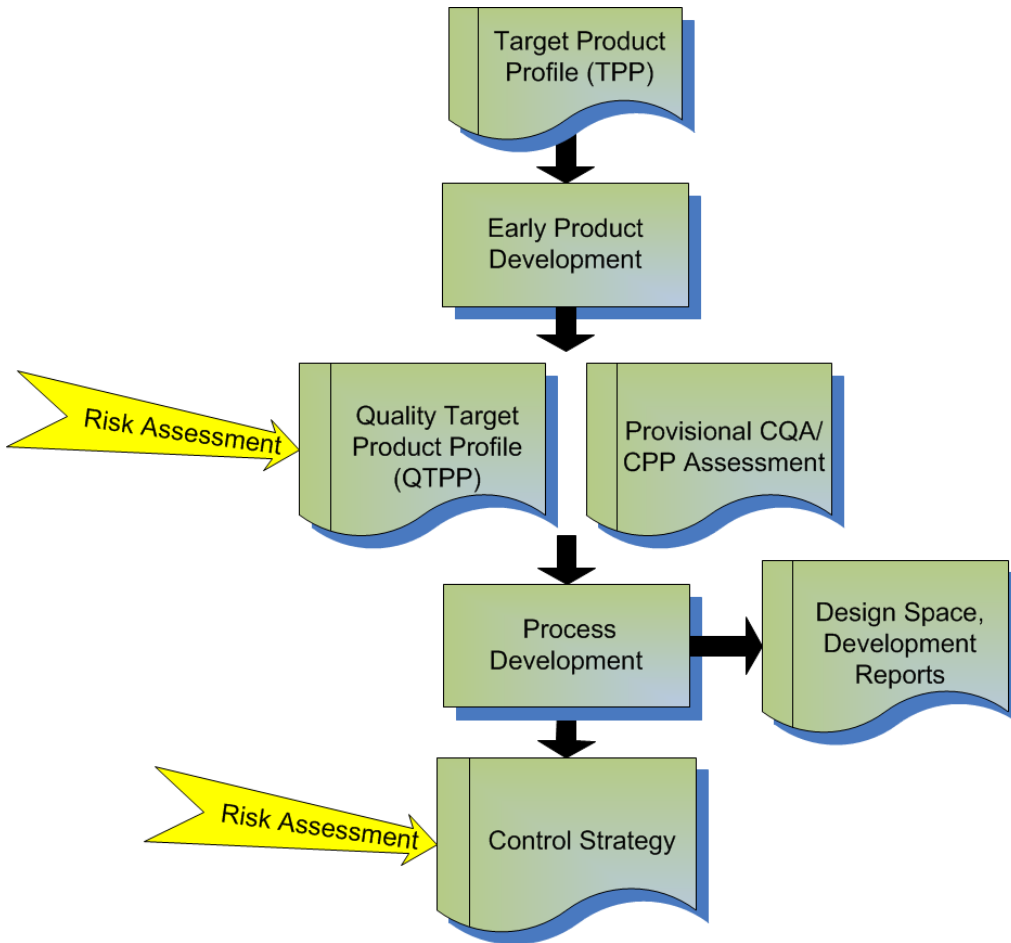 Target Product
Profile (TPP)
Early Product
Development
Risk Assessment
Quality Target
Product Profile
(QTPP)
Provisional CQA/
CPP Assessment
Process
Development
Design Space,
Development
Reports
Risk Assessment
Control Strategy